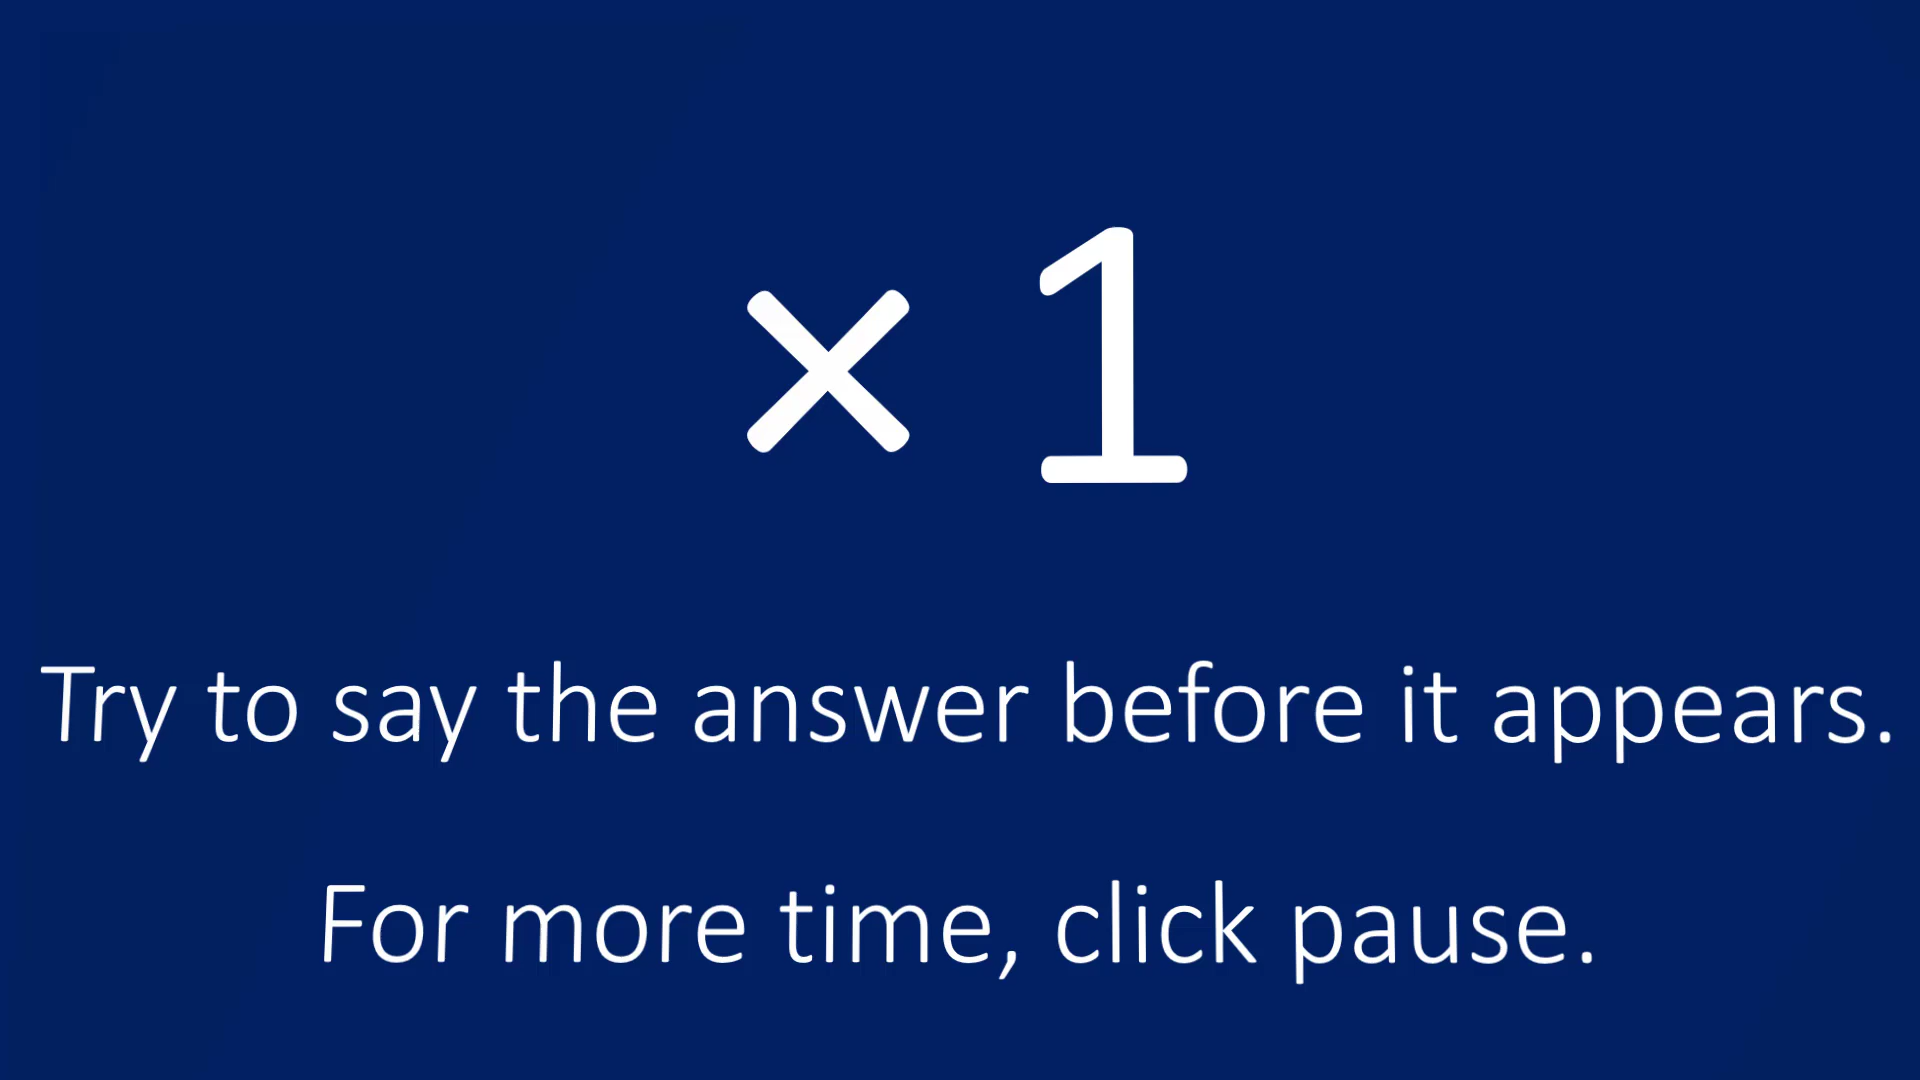 × 1
Try to say the answer before it appears.
For more time, click pause.